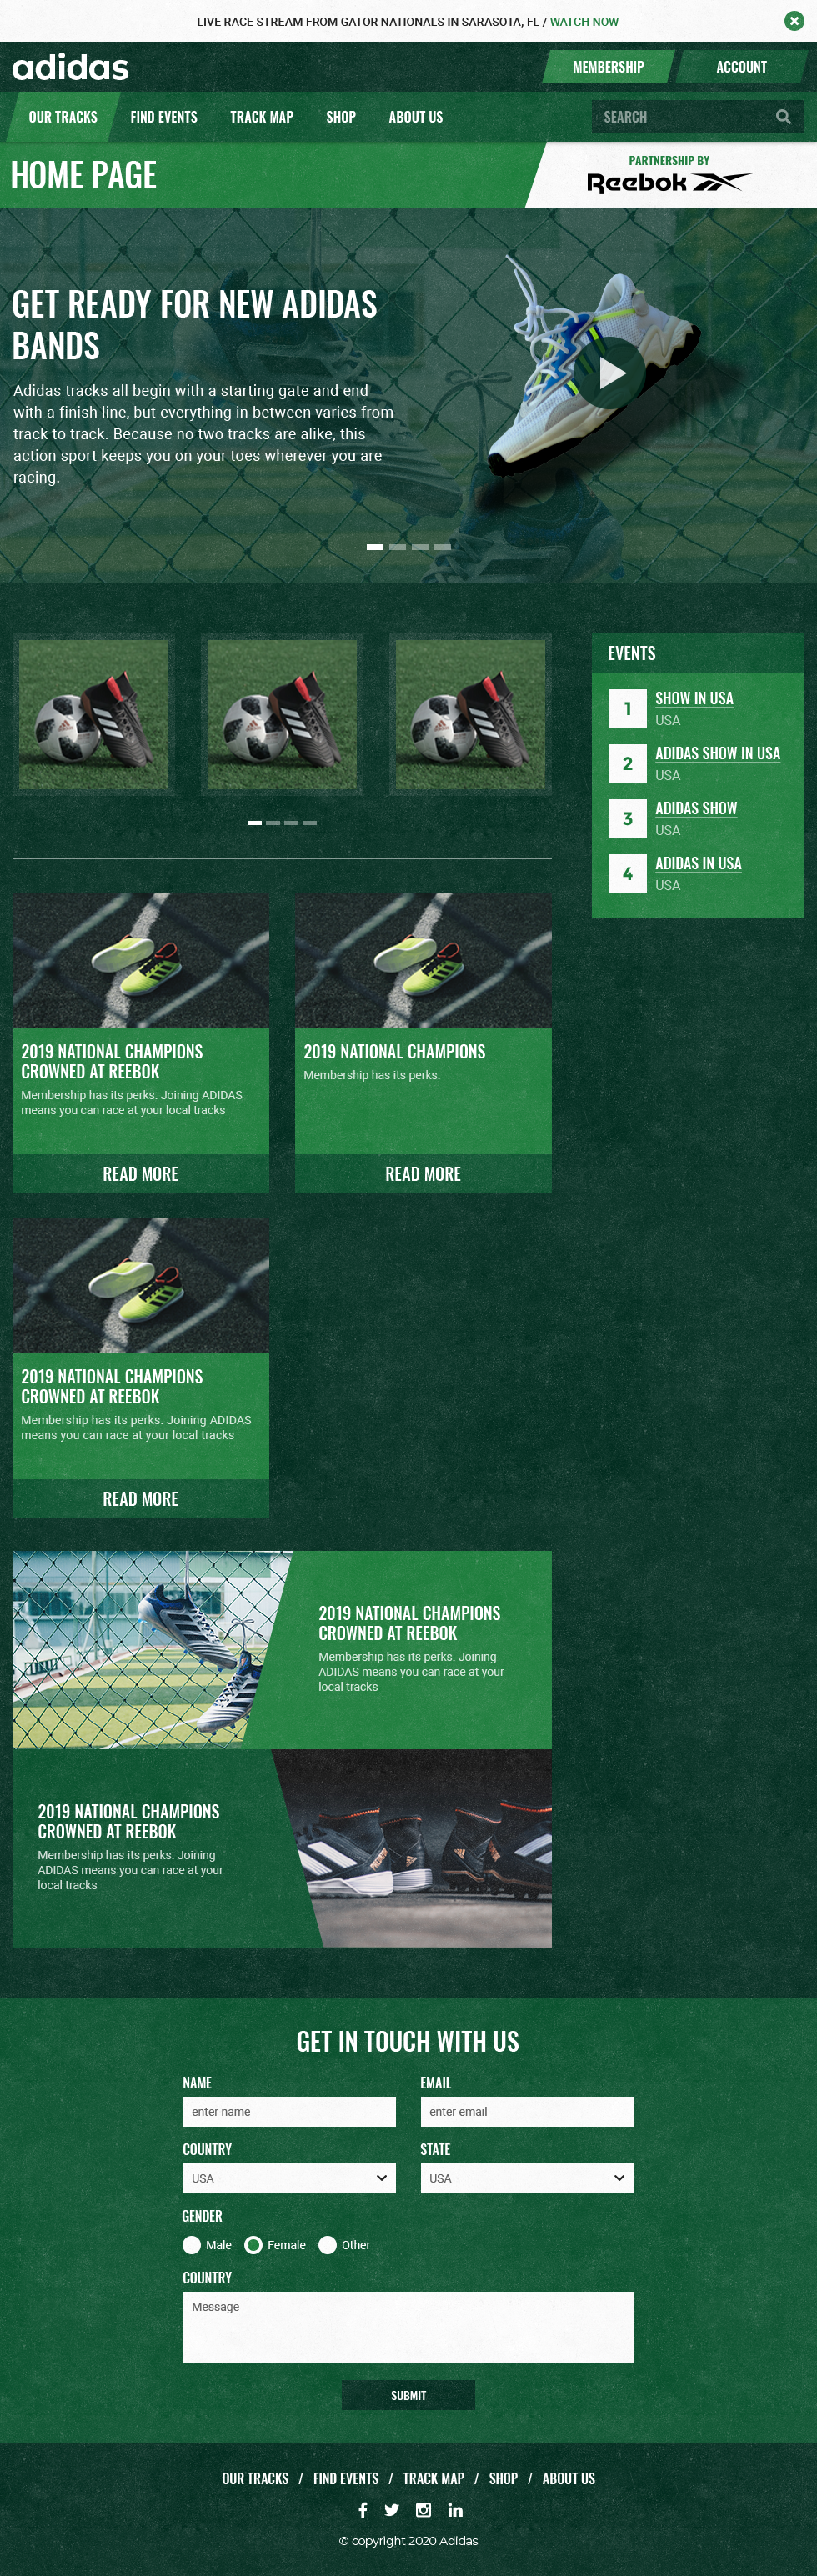 LIVE RACE STREAM FROM GATOR NATIONALS IN SARASOTA, FL / WATCH NOW
adidas
MEMBERSHIP
ACCOUNT
OUR TRACKS
FIND EVENTS
TRACK MAP
SHOP
ABOUT US
SEARCH
HOME PAGE
PARTNERSHIP BY
Reebok
GET READY FOR NEW ADIDAS
BANDS
Adidas tracks all begin with a starting gate and end
with a finish line, but everything in between varies from
track to track. Because no two tracks are alike, this
action sport keeps you on your toes wherever you are
racing.
EVENTS
1
SHOW IN USA
USA
2
ADIDAS SHOW IN USA
USA
3
ADIDAS SHOW
USA
4
ADIDAS IN USA
USA
2019 NATIONAL CHAMPIONS
CROWNED AT REEBOK
Membership has its perks. Joining ADIDAS
means you can race at your local tracks
READ MORE
2019 NATIONAL CHAMPIONS
Membership has its perks.
READ MORE
2019 NATIONAL CHAMPIONS
CROWNED AT REEBOK
Membership has its perks. Joining ADIDAS
means you can race at your local tracks
READ MORE
2019 NATIONAL CHAMPIONS
CROWNED AT REEBOK
Membership has its perks. Joining
ADIDAS means you can race at your
local tracks
2019 NATIONAL CHAMPIONS
CROWNED AT REEBOK
Membership has its perks. Joining
ADIDAS means you can race at your
local tracks
GET IN TOUCH WITH US
NAME
enter name
EMAIL
enter email
COUNTRY
USA
STATE
USA
GENDER
Male
Female
Other
COUNTRY
Message
SUBMIT
OUR TRACKS / FIND EVENTS / TRACK MAP / SHOP / ABOUT US
© copyright 2020 Adidas